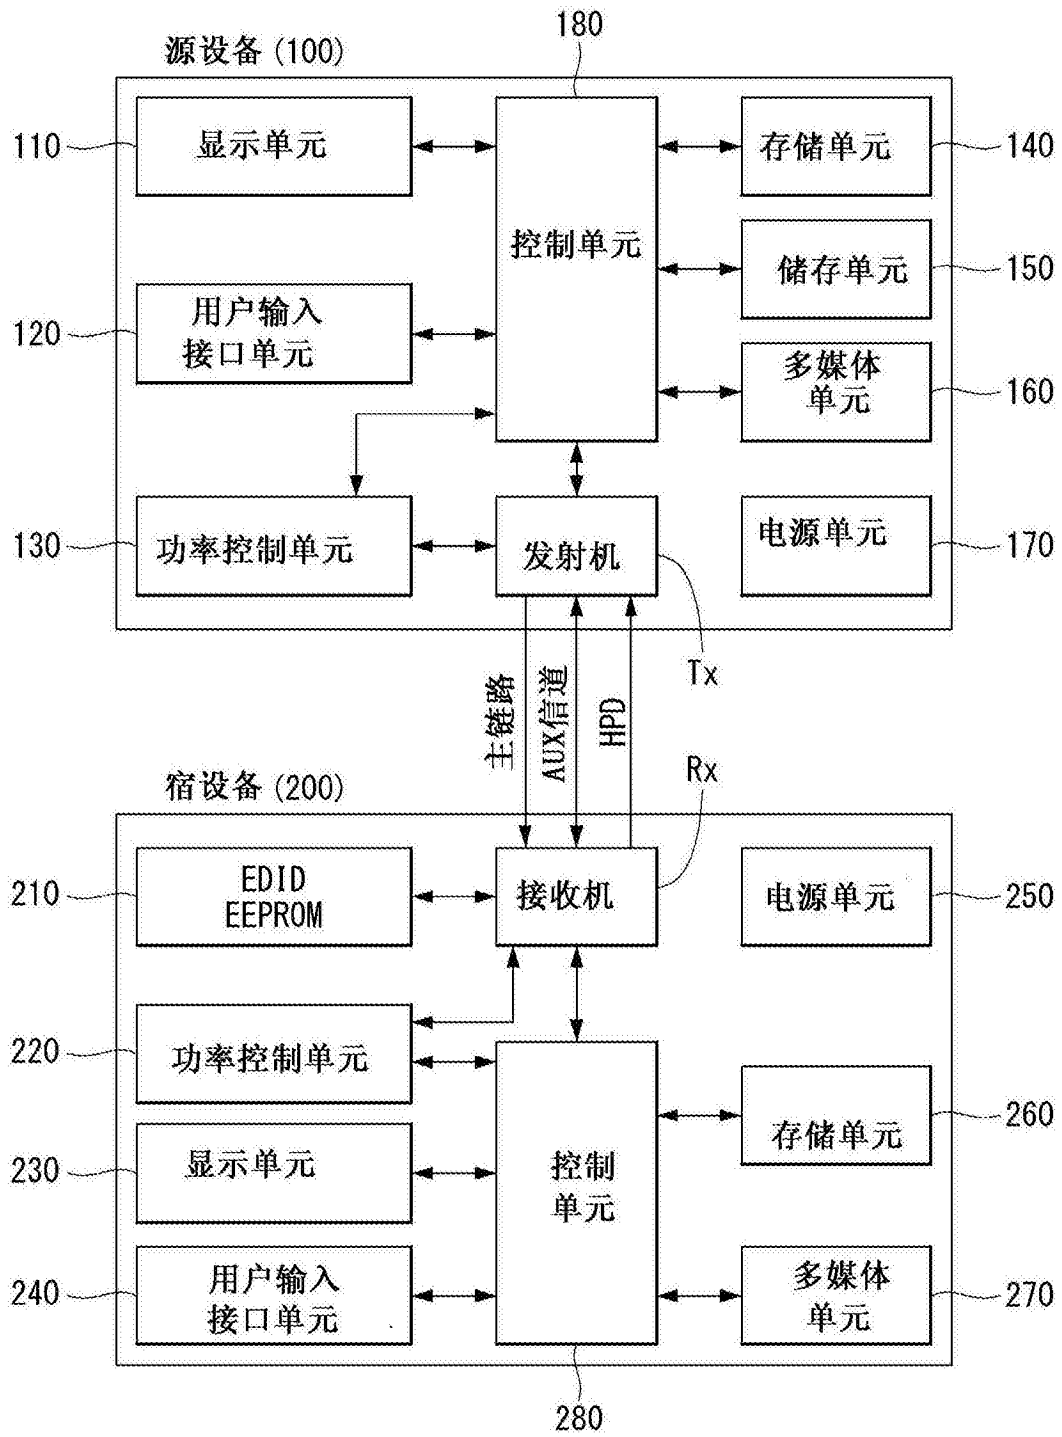 180
源设备(100)
110
显示单元
存储单元
140
控制单元
储存单元
150
120
用户输入
接口单元
多媒体
单元
160
130
功率控制单元
发射机
电源单元
170
Tx
主链路
AUX信道
HPD
Rx
宿设备(200)
210
EDID
EEPROM
接收机
电源单元
250
220
功率控制单元
存储单元
260
230
显示单元
控制
单元
240
用户输入
接口单元
多媒体
单元
270
280